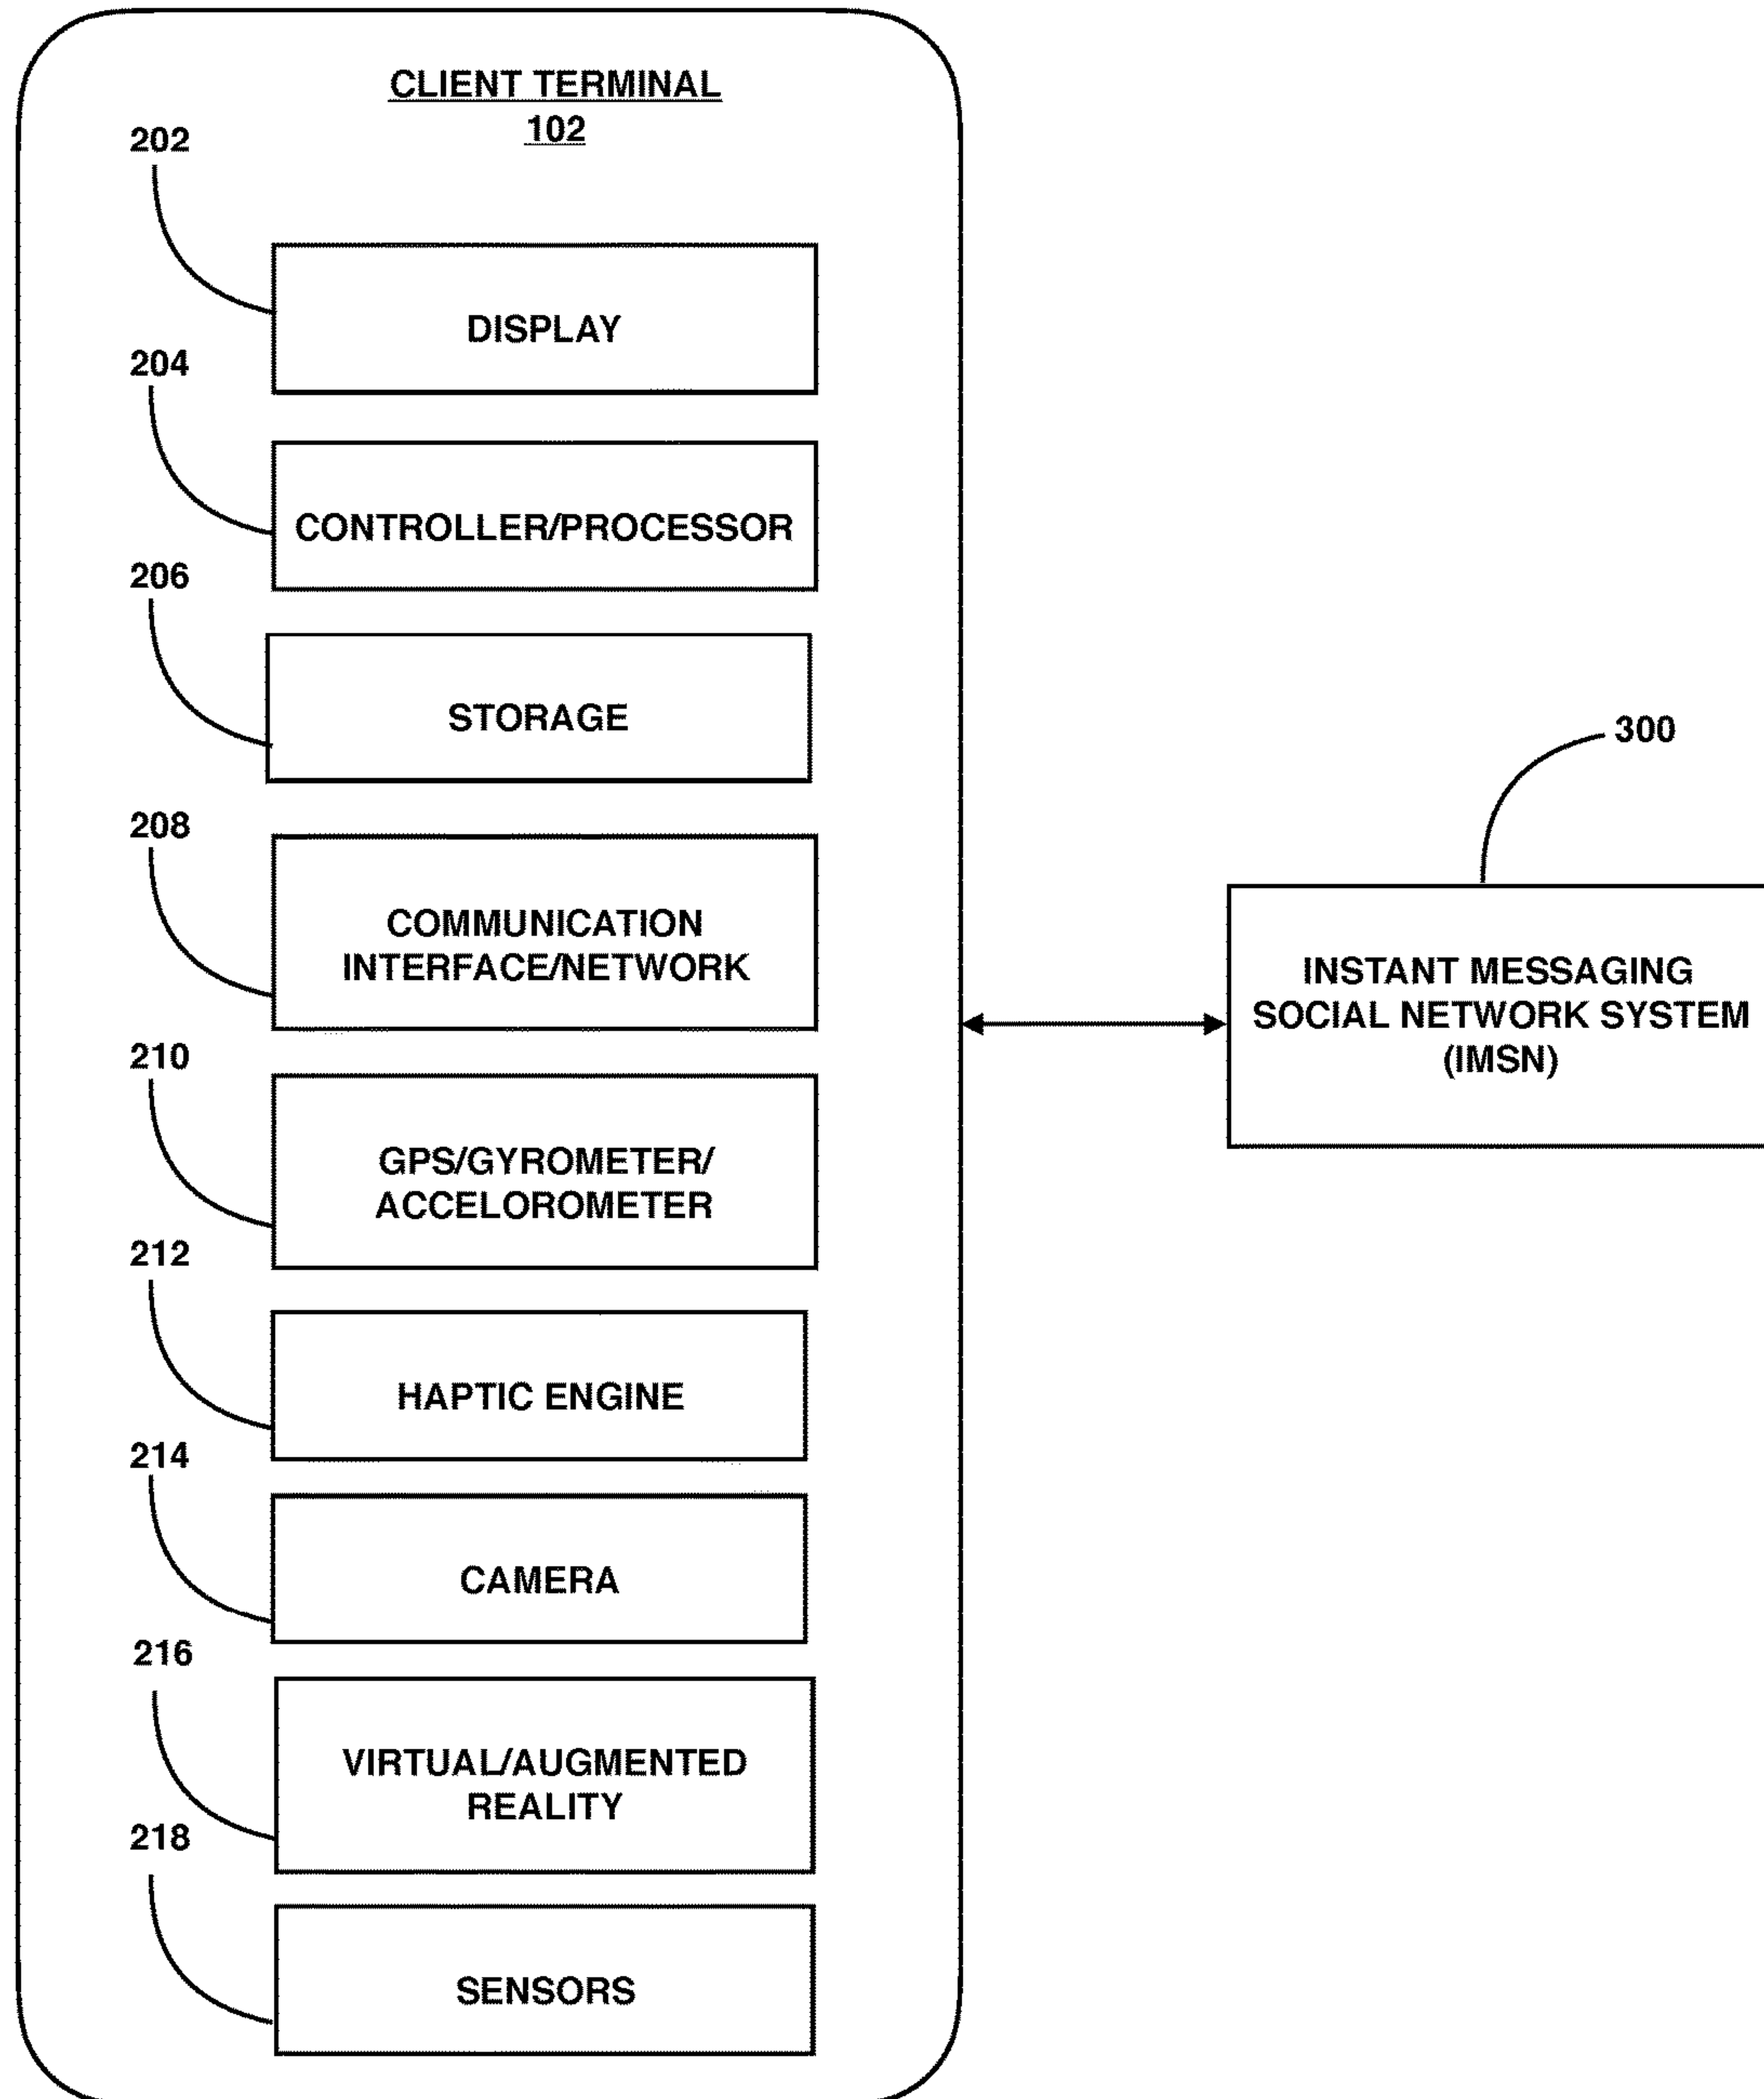 CLIENT TERMINAL
102
202
DISPLAY
204
CONTROLLER/PROCESSOR
206
STORAGE
208
COMMUNICATION
INTERFACE/NETWORK
210
GPS/GYROMETER/
ACCELOROMETER
212
HAPTIC ENGINE
214
CAMERA
216
VIRTUAL/AUGMENTED
REALITY
218
SENSORS
300
INSTANT MESSAGING
SOCIAL NETWORK SYSTEM
(IMSN)